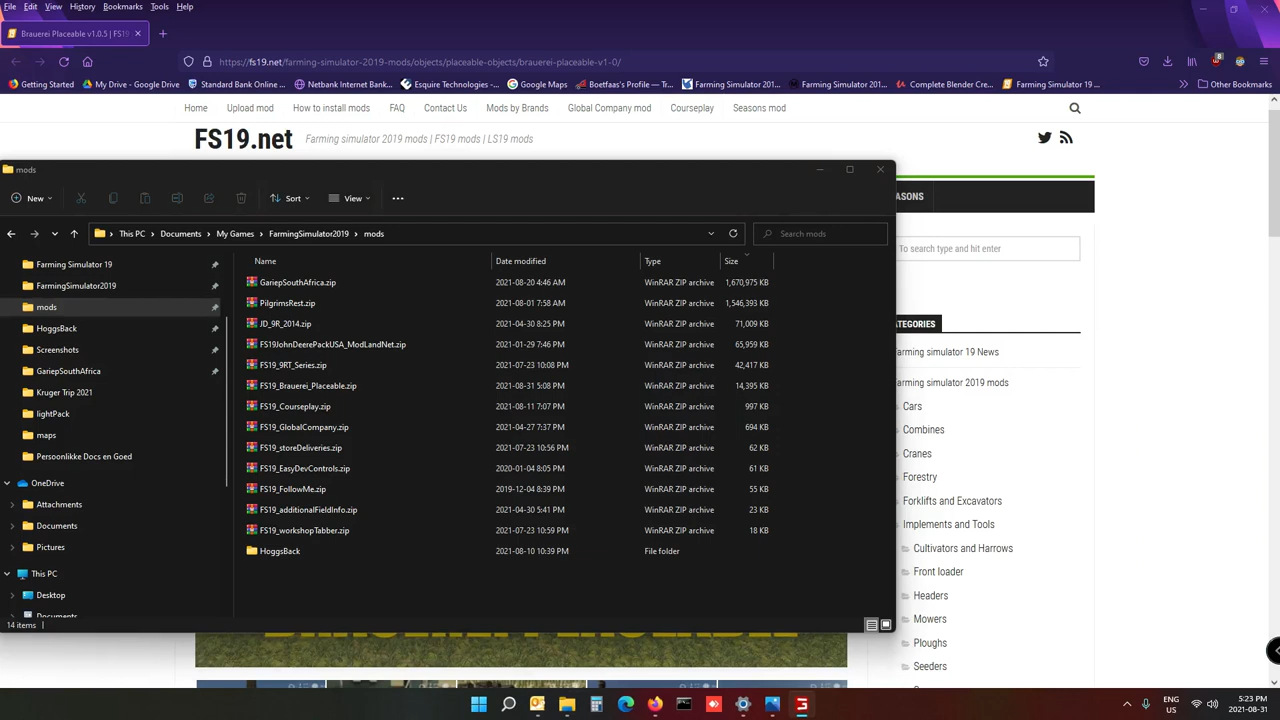 File Edit View History Bookmarks Tools Help
Brauerei Placeable v1.0.5 | FS19
https://fs19.net/farming-simulator-2019-mods/objects/placeable-objects/brauerei-placeable-v1-0/
8
Getting Started My Drive - Google Drive Standard Bank Online ... Netbank Internet Bank... Esquire Technologies -... Google Maps Boetfaas's Profile — Tr... Farming Simulator 201... Farming Simulator 201... Complete Blender Cre... Farming Simulator 19 ... Other Bookmarks
Home Upload mod How to install mods FAQ Contact Us Mods by Brands Global Company mod Courseplay Seasons mod
FS19.net Farming simulator 2019 mods | FS19 mods | LS19 mods
mods
New Sort View
This PC Documents My Games FarmingSimulator2019 mods Search mods
Name Date modified Type Size
GariepSouthAfrica.zip 2021-08-20 4:46 AM WinRAR ZIP archive 1,670,975 KB
PilgrimsRest.zip 2021-08-01 7:58 AM WinRAR ZIP archive 1,546,393 KB
JD_9R_2014.zip 2021-04-30 8:25 PM WinRAR ZIP archive 71,009 KB
FS19JohnDeerePackUSA_ModLandNet.zip 2021-01-29 7:46 PM WinRAR ZIP archive 65,959 KB
FS19_9RT_Series.zip 2021-07-23 10:08 PM WinRAR ZIP archive 42,417 KB
FS19_Brauerei_Placeable.zip 2021-08-31 5:08 PM WinRAR ZIP archive 14,395 KB
FS19_Courseplay.zip 2021-08-11 7:07 PM WinRAR ZIP archive 997 KB
FS19_GlobalCompany.zip 2021-04-27 7:37 PM WinRAR ZIP archive 694 KB
FS19_storeDeliveries.zip 2021-07-23 10:56 PM WinRAR ZIP archive 62 KB
FS19_EasyDevControls.zip 2020-01-04 8:05 PM WinRAR ZIP archive 61 KB
FS19_FollowMe.zip 2019-12-04 8:39 PM WinRAR ZIP archive 55 KB
FS19_additionalFieldInfo.zip 2021-04-30 5:41 PM WinRAR ZIP archive 23 KB
FS19_workshopTabber.zip 2021-07-23 10:59 PM WinRAR ZIP archive 18 KB
HoggsBack 2021-08-10 10:39 PM File folder
Farming Simulator 19
FarmingSimulator2019
mods
HoggsBack
Screenshots
GariepSouthAfrica
Kruger Trip 2021
lightPack
maps
Persoonlikke Docs en Goed
OneDrive
Attachments
Documents
Pictures
This PC
Desktop
Documents
14 items
ASONS
To search type and hit enter
ATEGORIES
arming simulator 19 News
arming simulator 2019 mods
Cars
Combines
Cranes
Forestry
Forklifts and Excavators
Implements and Tools
Cultivators and Harrows
Front loader
Headers
Mowers
Ploughs
Seeders
ENG
US
5:23 PM
2021-08-31